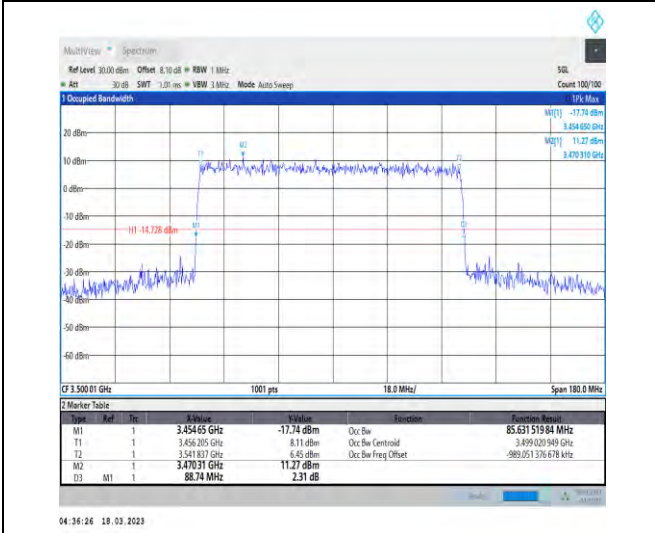 MultiView Spectrum
Ref Level 30.00 dBm Offset 8.10 dB RBW 1 MHz SGL
Att 30 dB SWT 1.01 ms VBW 3 MHz Mode Auto Sweep Count 100/100
1 Occupied Bandwidth 1Pk Max
M1[1] -17.74 dBm
3.454 650 GHz
20 dBm
M2[1] 11.27 dBm
3.470 310 GHz
M2
T1
10 dBm
0 dBm
-10 dBm
H1 -14.728 dBm
M1
-30 dBm
-40 dBm
-50 dBm
-60 dBm
CF 3.500 01 GHz 1001 pts 18.0 MHz/ Span 180.0 MHz
2 Marker Table
Type Ref Trc X-Value Y-Value Function Function Result
M1 1 3.454 65 GHz -17.74 dBm Occ Bw 85.631 519 84 MHz
T1 1 3.456 205 GHz 8.11 dBm Occ Bw Centroid 3.499 020 949 GHz
T2 1 3.541 837 GHz 6.45 dBm Occ Bw Freq Offset -989.051 376 678 kHz
M2 1 3.470 31 GHz 11.27 dBm
D3 M1 1 88.74 MHz 2.31 dB
04:36:26 18.03.2023